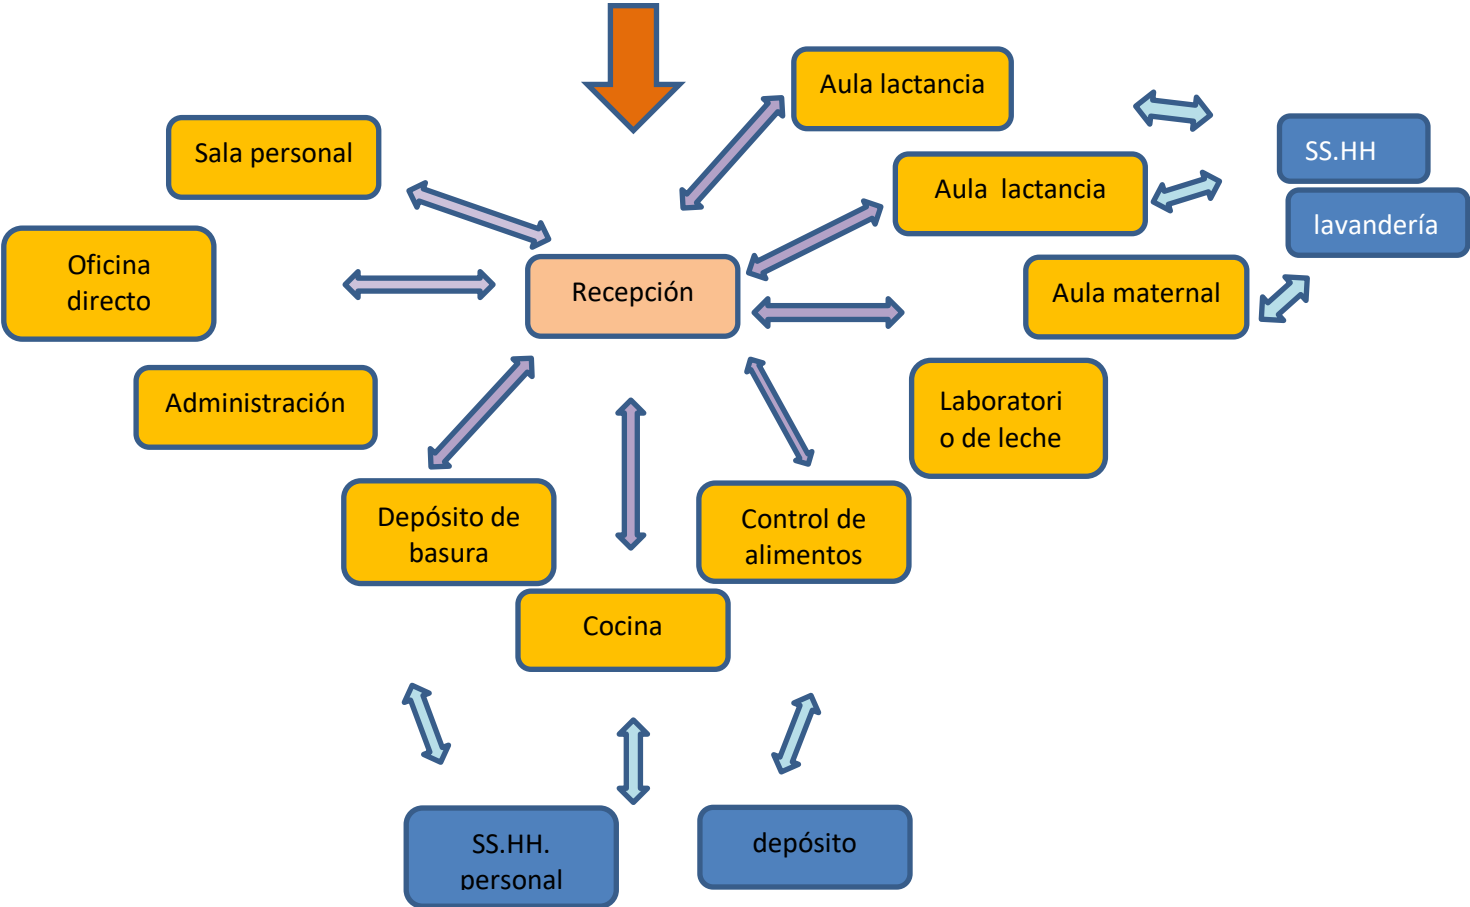 Aula lactancia
Sala personal
SS.HH
Aula lactancia
lavandería
Oficina
directo
Recepción
Aula maternal
Administración
Laboratori
o de leche
Depósito de
basura
Control de
alimentos
Cocina
SS.HH.
personal
depósito